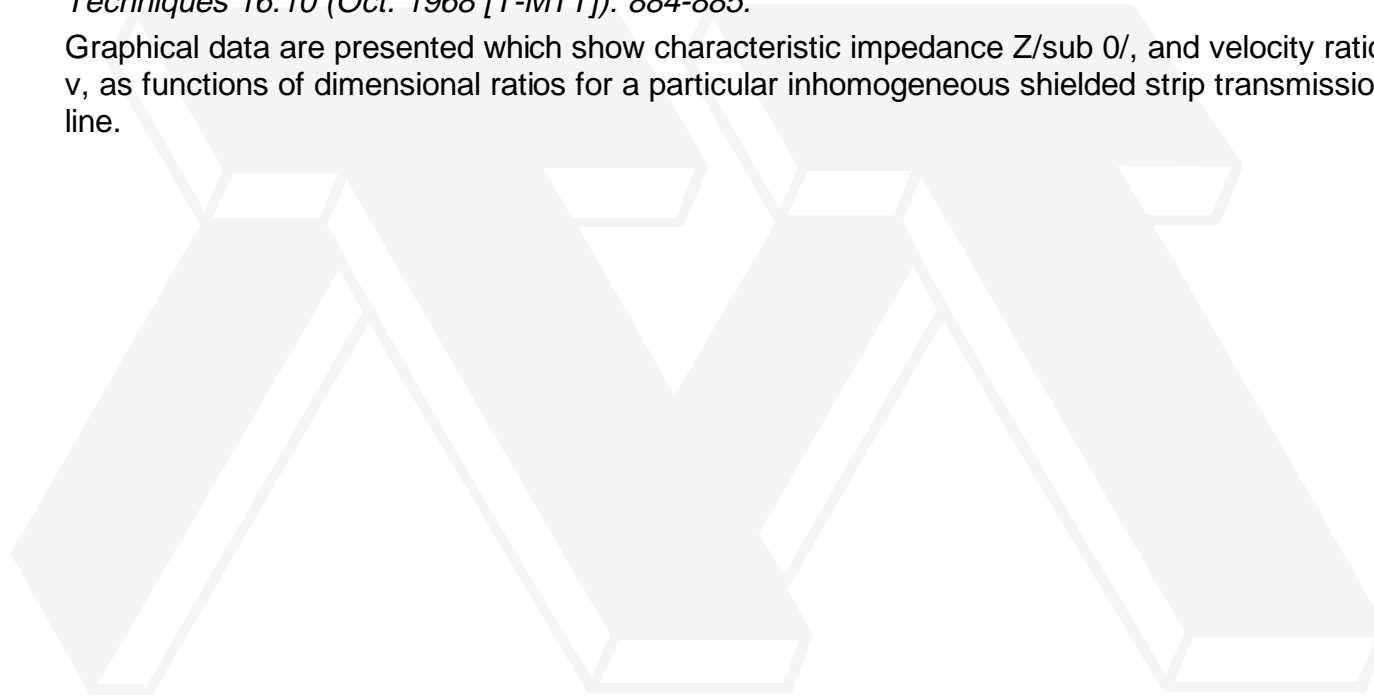 Techniques 16.10 (Oct. 1968 [T-MTT]): 884-885.
Graphical data are presented which show characteristic impedance Z/sub 0/, and velocity ratio
v, as functions of dimensional ratios for a particular inhomogeneous shielded strip transmissio
line.